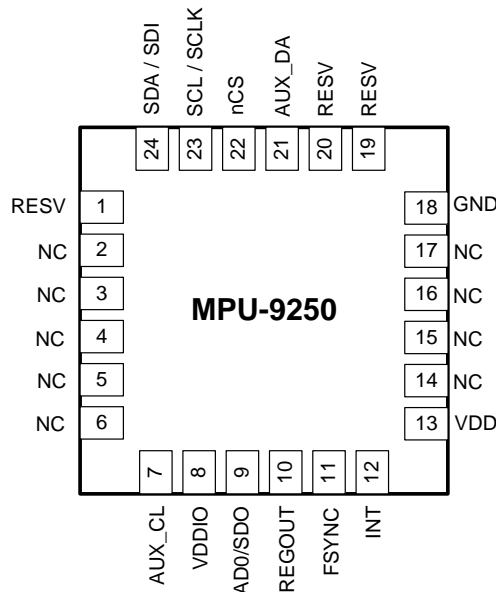 SDA / SDI
SCL / SCLK
nCS
AUX_DA
RESV
RESV
24
23
22
21
20
19
RESV 1
18 GND
NC 2
17 NC
NC 3
16 NC
MPU-9250
NC 4
15 NC
NC 5
14 NC
NC 6
13 VDD
7
8
9
10
11
12
AUX_CL
VDDIO
AD0/SDO
REGOUT
FSYNC
INT